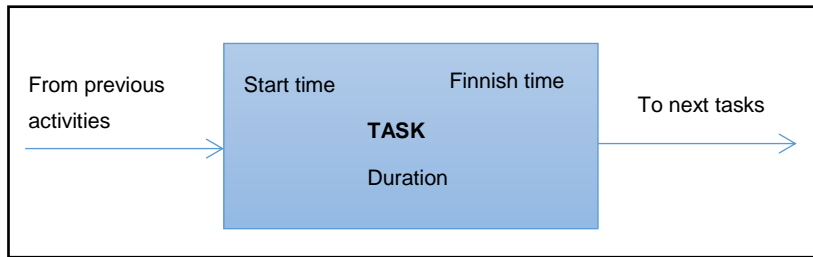 From previous
activities
Start time
Finnish time
TASK
Duration
To next tasks